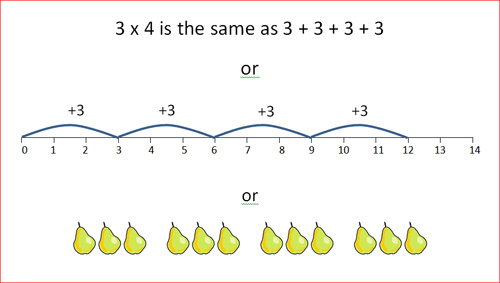 3 x 4 is the same as 3 + 3 + 3 + 3
or
+3 +3 +3 +3
0 1 2 3 4 5 6 7 8 9 10 11 12 13 14
or